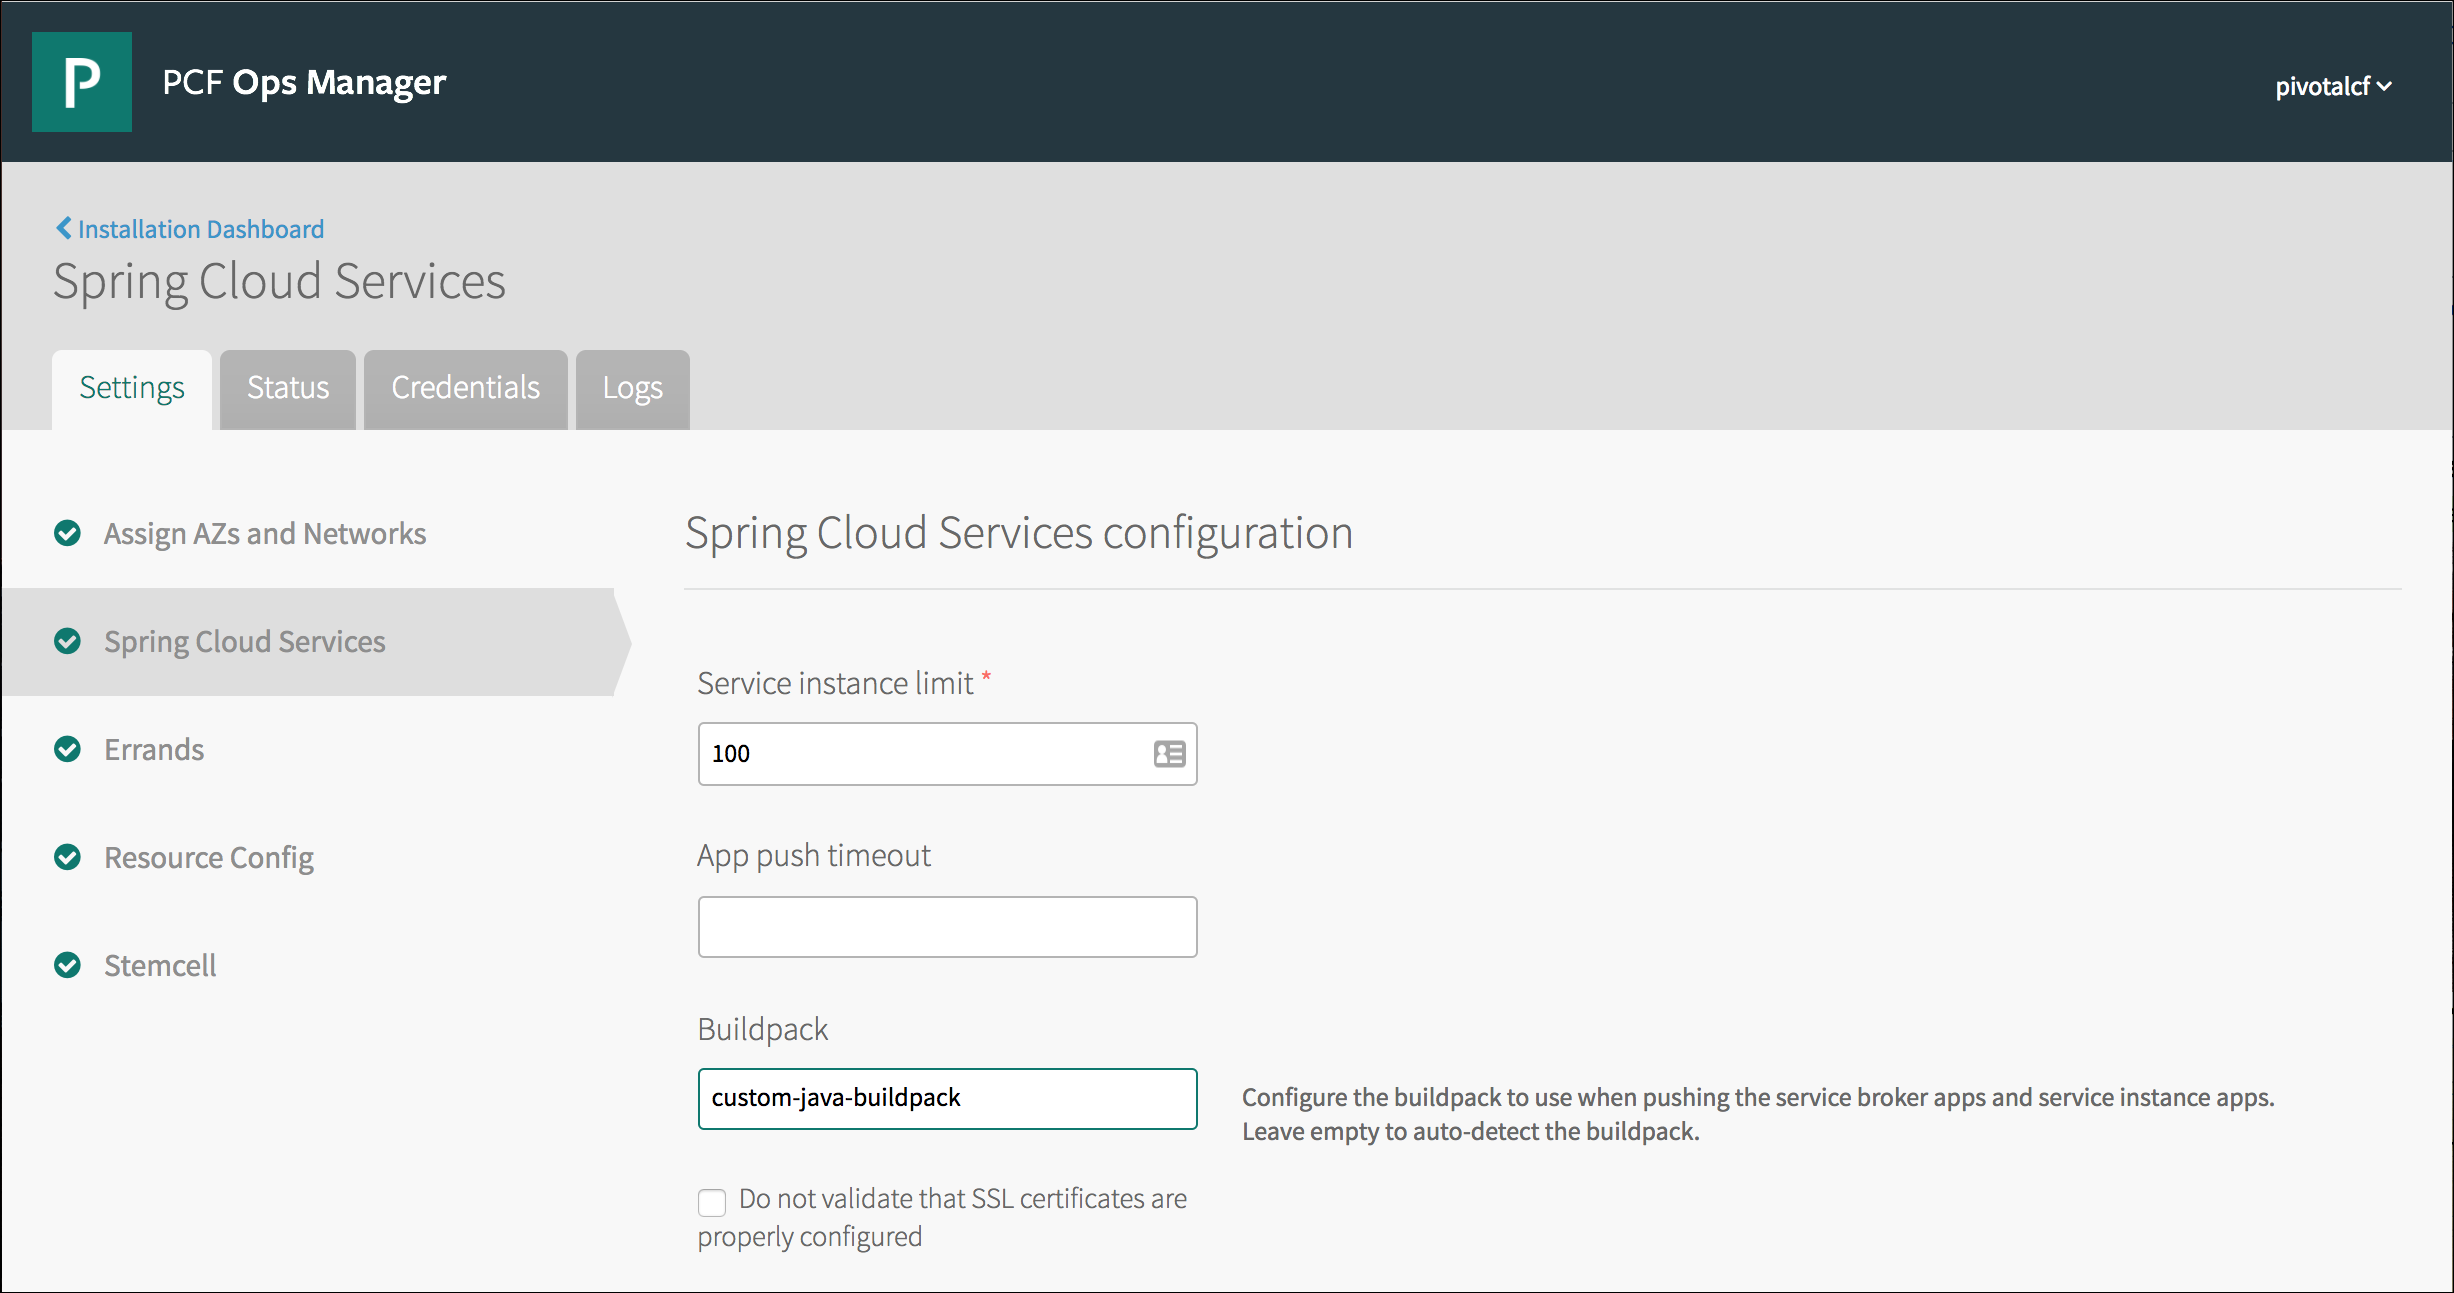 P
PCF Ops Manager
pivotalcf
Installation Dashboard
Spring Cloud Services
Settings
Status
Credentials
Logs
Assign AZs and Networks
Spring Cloud Services
Errands
Resource Config
Stemcell
Spring Cloud Services configuration
Service instance limit *
100
App push timeout
Buildpack
custom-java-buildpack
Configure the buildpack to use when pushing the service broker apps and service instance apps.
Leave empty to auto-detect the buildpack.
Do not validate that SSL certificates are
properly configured